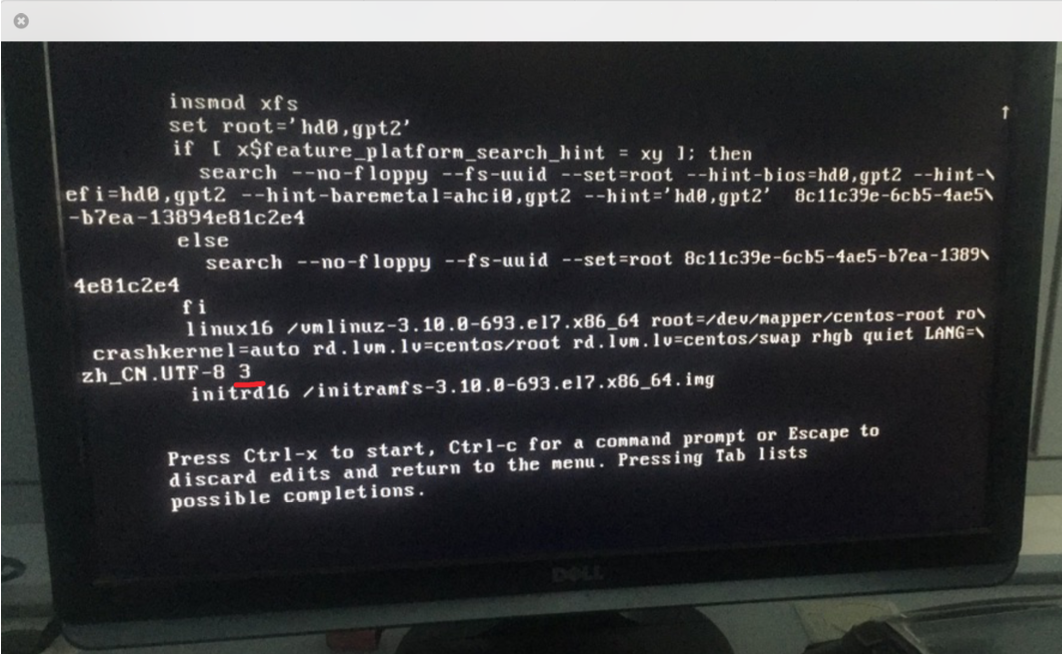 insmod xfs
↑
set root='hd0,gpt2'
if [ x$feature_platform_search_hint = xy ]; then
search --no-floppy --fs-uuid --set=root --hint-bios=hd0,gpt2 --hint-\
efi=hd0,gpt2 --hint-baremetal=ahci0,gpt2 --hint='hd0,gpt2'  8c11c39e-6cb5-4ae5\
-b7ea-13894e81c2e4
else
search --no-floppy --fs-uuid --set=root 8c11c39e-6cb5-4ae5-b7ea-1389\
4e81c2e4
fi
linux16 /vmlinuz-3.10.0-693.el7.x86_64 root=/dev/mapper/centos-root ro\
crashkernel=auto rd.lvm.lv=centos/root rd.lvm.lv=centos/swap rhgb quiet LANG=\
zh_CN.UTF-8 3
initrd16 /initramfs-3.10.0-693.el7.x86_64.img
Press Ctrl-x to start, Ctrl-c for a command prompt or Escape to
discard edits and return to the menu. Pressing Tab lists
possible completions.
DELL